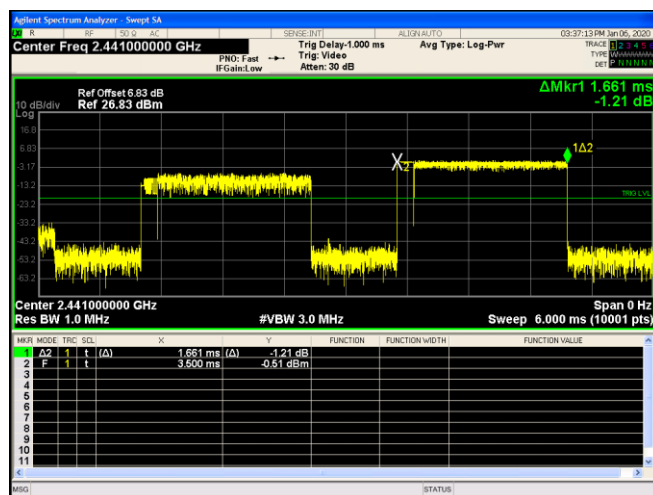 Agilent Spectrum Analyzer - Swept SA
R RF 50 Ω AC SENSE:INT ALIGN AUTO 03:37:13 PM Jan 06, 2020
Center Freq 2.441000000 GHz PNO: Fast IFGain:Low Trig Delay-1.000 ms Trig: Video Atten: 30 dB Avg Type: Log-Pwr TRACE 1 2 3 4 5 6
TYPE
DET P N N N N N
Ref Offset 6.83 dB ΔMkr1 1.661 ms
10 dB/div Ref 26.83 dBm -1.21 dB
Log
16.8
6.83
1Δ2
-3.17
X2
-13.2
TRIG LVL
-23.2
-33.2
-43.2
-53.2
-63.2
Center 2.441000000 GHz Span 0 Hz
Res BW 1.0 MHz #VBW 3.0 MHz Sweep 6.000 ms (10001 pts)
MKR MODE TRC SCL X Y FUNCTION FUNCTION WIDTH FUNCTION VALUE
1 Δ2 1 t (Δ) 1.661 ms (Δ) -1.21 dB
2 F 1 t 3.500 ms -0.51 dBm
3
4
5
6
7
8
9
10
11
MSG STATUS